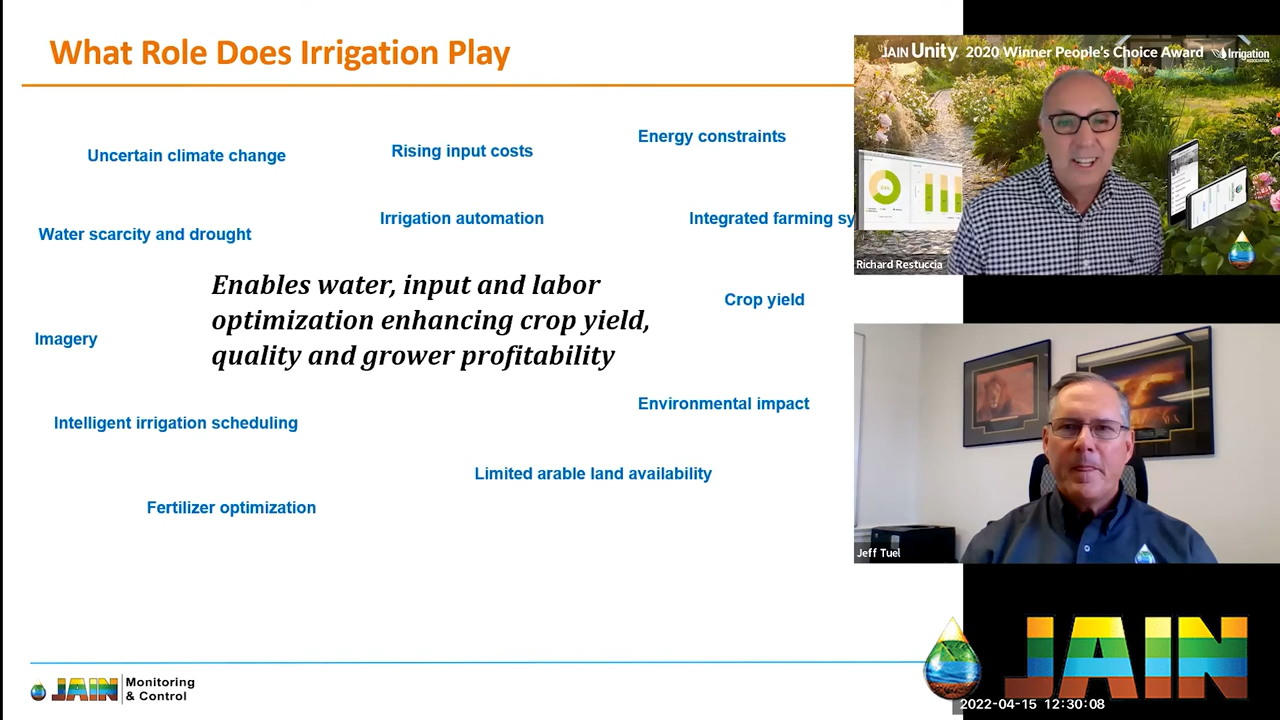 What Role Does Irrigation Play
Uncertain climate change
Rising input costs
Energy constraints
Water scarcity and drought
Irrigation automation
Integrated farming sy
Enables water, input and labor
optimization enhancing crop yield,
quality and grower profitability
Crop yield
Imagery
Environmental impact
Intelligent irrigation scheduling
Limited arable land availability
Fertilizer optimization
JAIN Monitoring
& Control
JAIN Unity 2020 Winner People's Choice Award Irrigation
ASSOCIATION
Richard Restuccia
Jeff Tuel
JAIN
2022-04-15 12:30:08